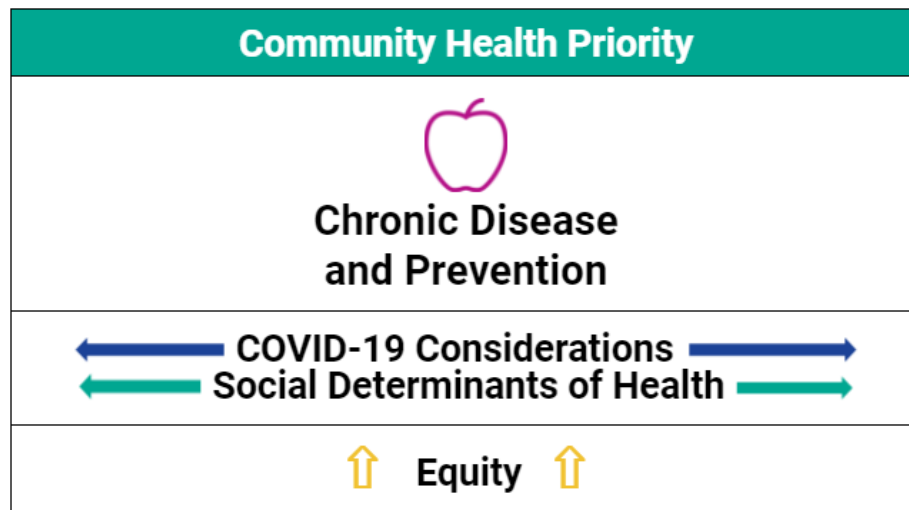 Community Health Priority
Chronic Disease
and Prevention
COVID-19 Considerations
Social Determinants of Health
Equity